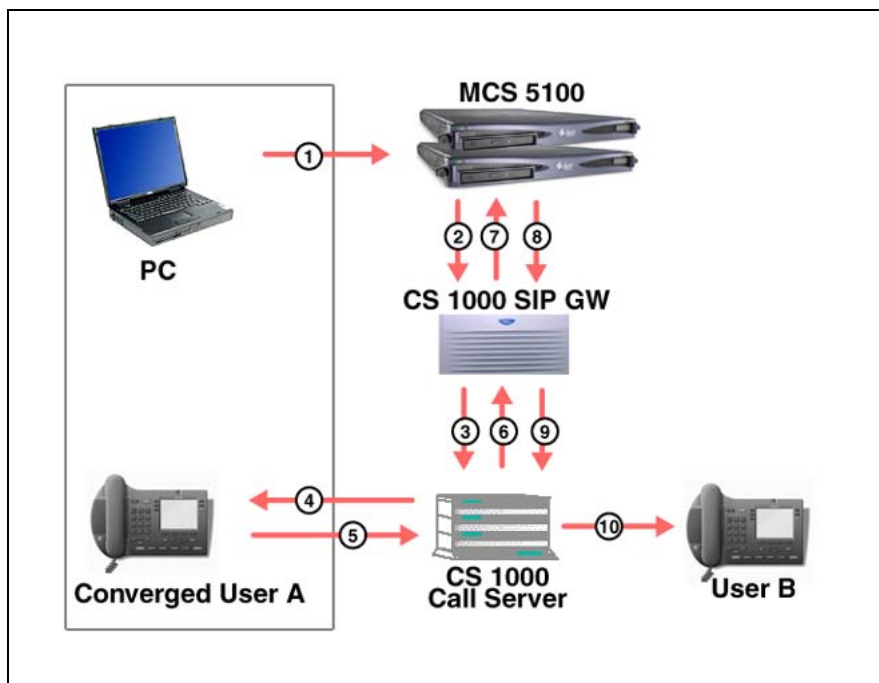 MCS 5100
1
PC
2
7
8
CS 1000 SIP GW
3
6
9
4
5
10
Converged User A
CS 1000
Call Server
User B